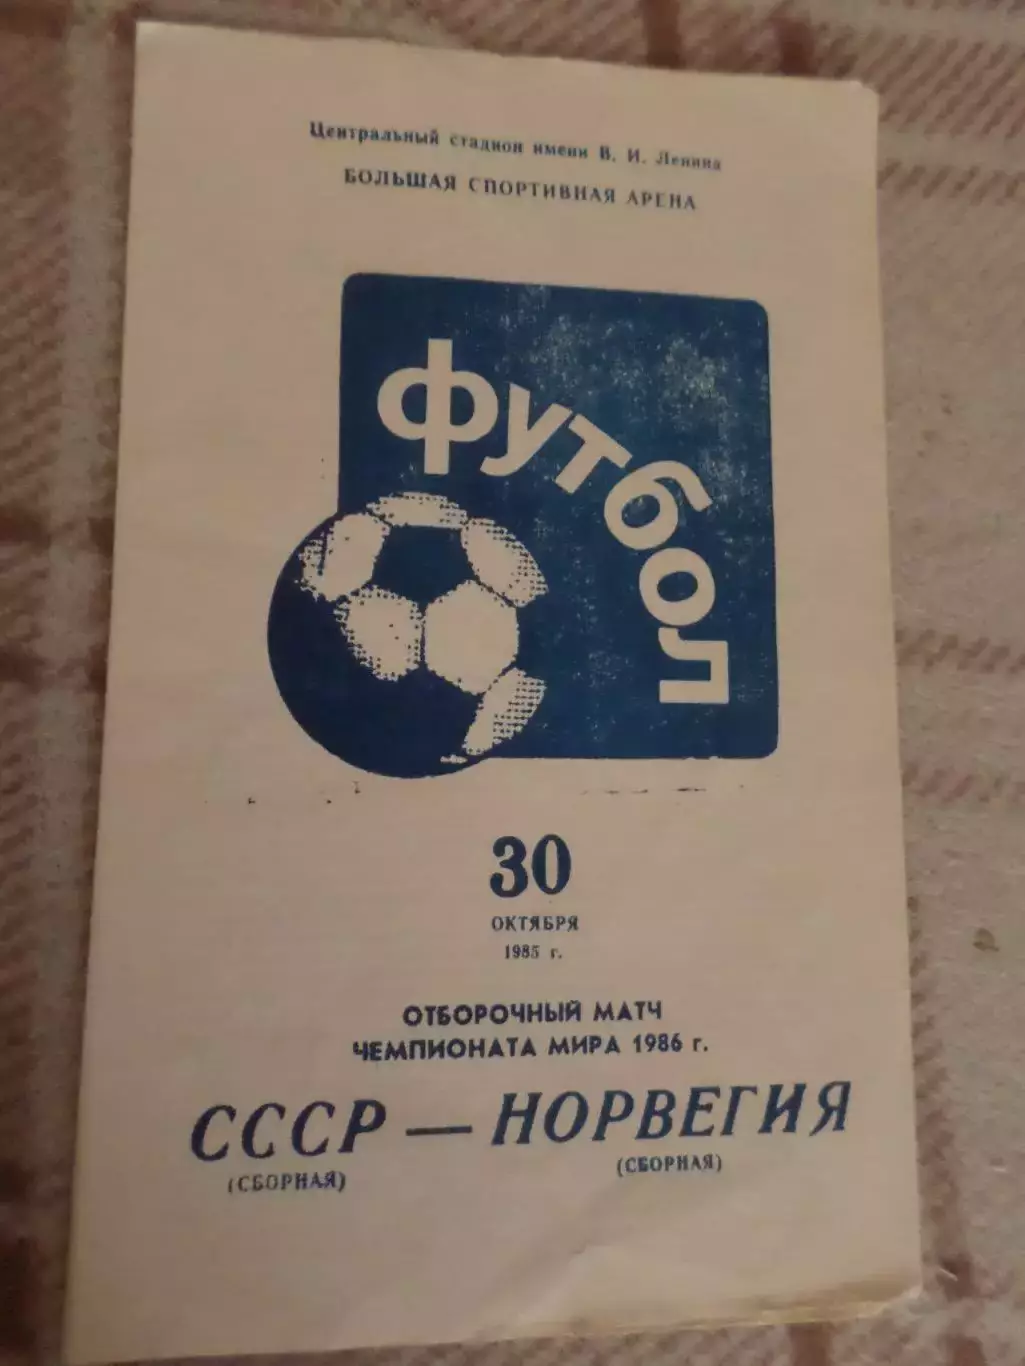 Центральный стадион имени В. И. Ленина
БОЛЬШАЯ СПОРТИВНАЯ АРЕНА
футбол
30
ОКТЯБРЯ
1985 г.
ОТБОРОЧНЫЙ МАТЧ
ЧЕМПИОНАТА МИРА 1986 г.
СССР — НОРВЕГИЯ
(СБОРНАЯ) (СБОРНАЯ)